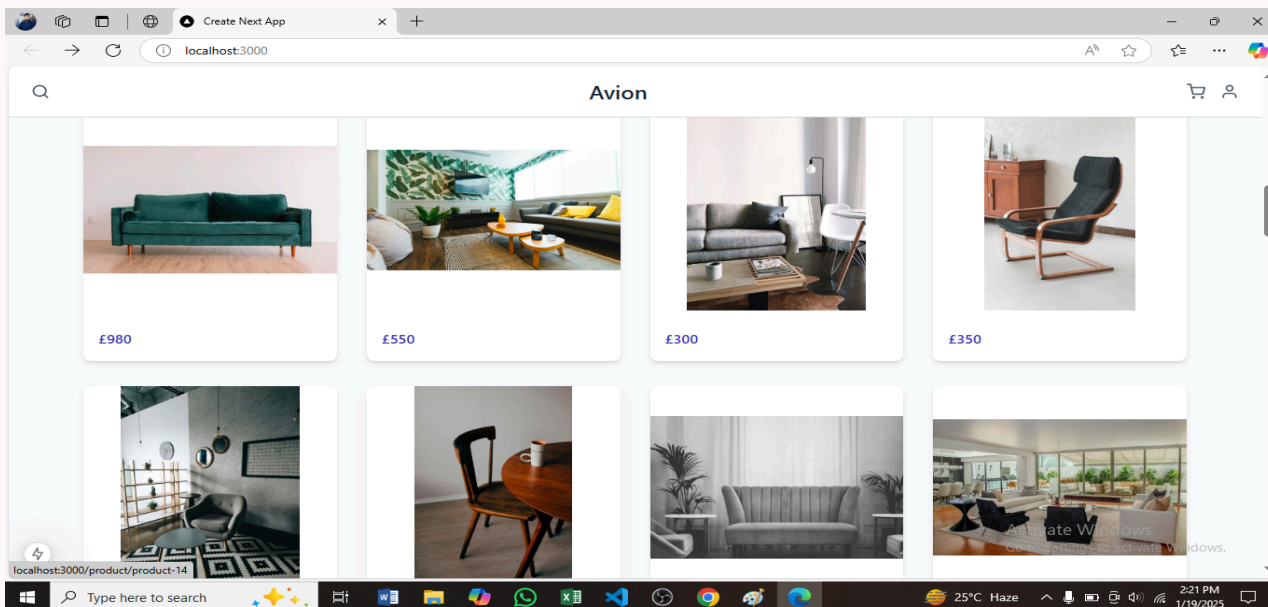 Create Next App
localhost:3000
Avion
£980
£550
£300
£350
Activate Windows
Go to Settings to activate Windows.
localhost:3000/product/product-14
Type here to search
25°C Haze
2:21 PM
1/19/2025